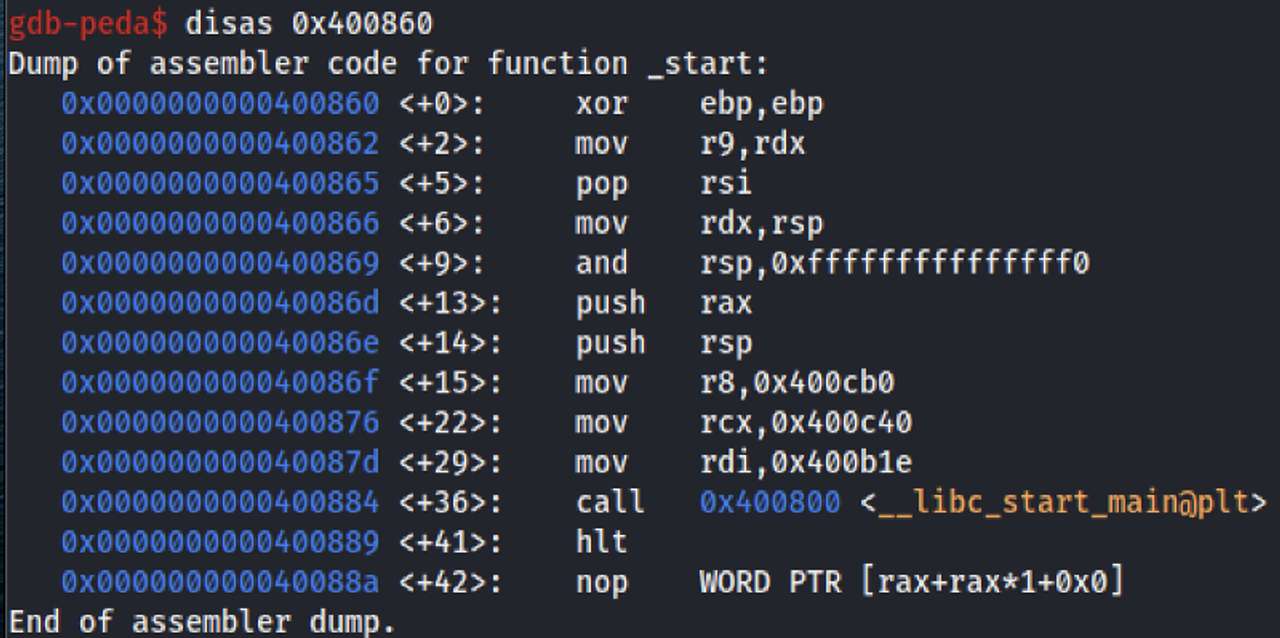 gdb-peda$ disas 0x400860
Dump of assembler code for function _start:
   0x0000000000400860 <+0>:     xor    ebp,ebp
   0x0000000000400862 <+2>:     mov    r9,rdx
   0x0000000000400865 <+5>:     pop    rsi
   0x0000000000400866 <+6>:     mov    rdx,rsp
   0x0000000000400869 <+9>:     and    rsp,0xfffffffffffffff0
   0x000000000040086d <+13>:    push   rax
   0x000000000040086e <+14>:    push   rsp
   0x000000000040086f <+15>:    mov    r8,0x400cb0
   0x0000000000400876 <+22>:    mov    rcx,0x400c40
   0x000000000040087d <+29>:    mov    rdi,0x400b1e
   0x0000000000400884 <+36>:    call   0x400800 <__libc_start_main@plt>
   0x0000000000400889 <+41>:    hlt
   0x000000000040088a <+42>:    nop    WORD PTR [rax+rax*1+0x0]
End of assembler dump.